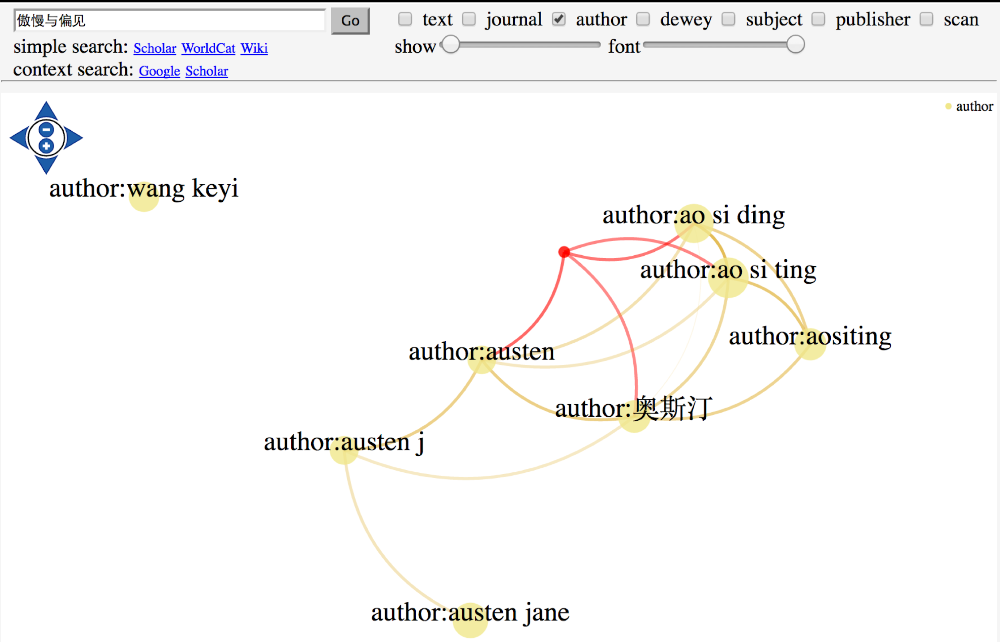 傲慢与偏见 Go text journal author dewey subject publisher scan
simple search: Scholar WorldCat Wiki show font
context search: Google Scholar
author
author:wang keyi
author:ao si ding
author:ao si ting
author:aositing
author:austen
author:奥斯汀
author:austen j
author:austen jane